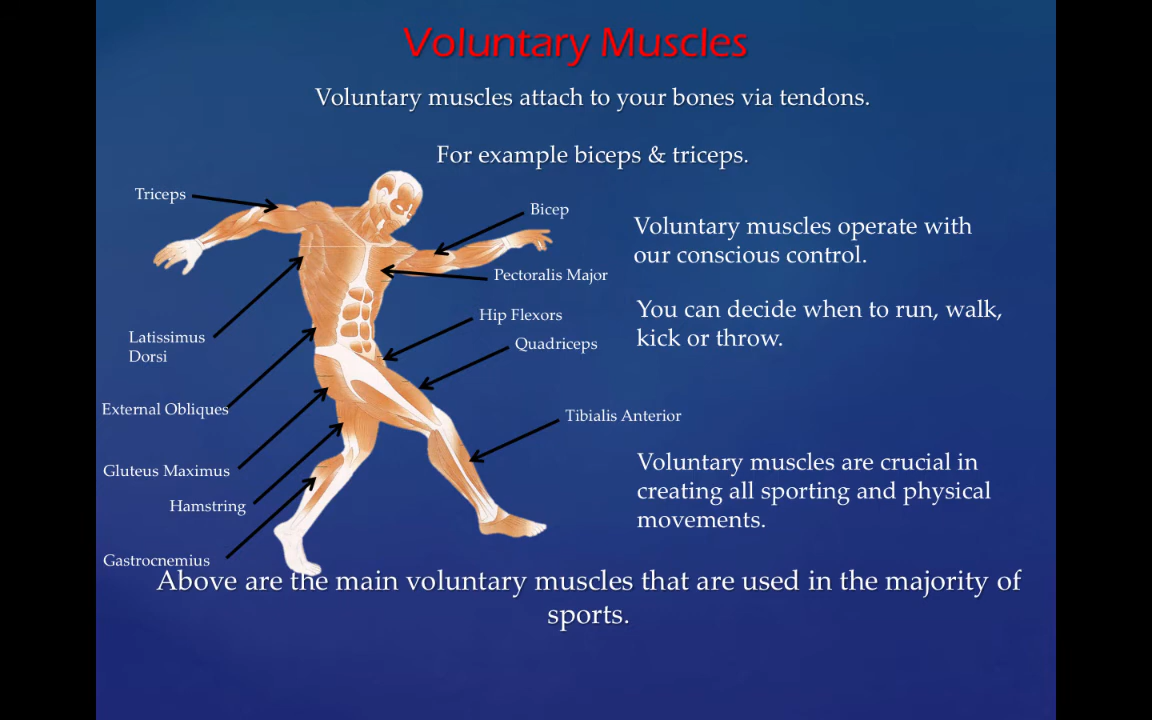 Voluntary Muscles
Voluntary muscles attach to your bones via tendons.
For example biceps & triceps.
Triceps
Bicep
Voluntary muscles operate with
our conscious control.
Pectoralis Major
Hip Flexors
You can decide when to run, walk,
kick or throw.
Latissimus
Dorsi
Quadriceps
External Obliques
Tibialis Anterior
Gluteus Maximus
Voluntary muscles are crucial in
creating all sporting and physical
movements.
Hamstring
Gastrocnemius
Above are the main voluntary muscles that are used in the majority of
sports.